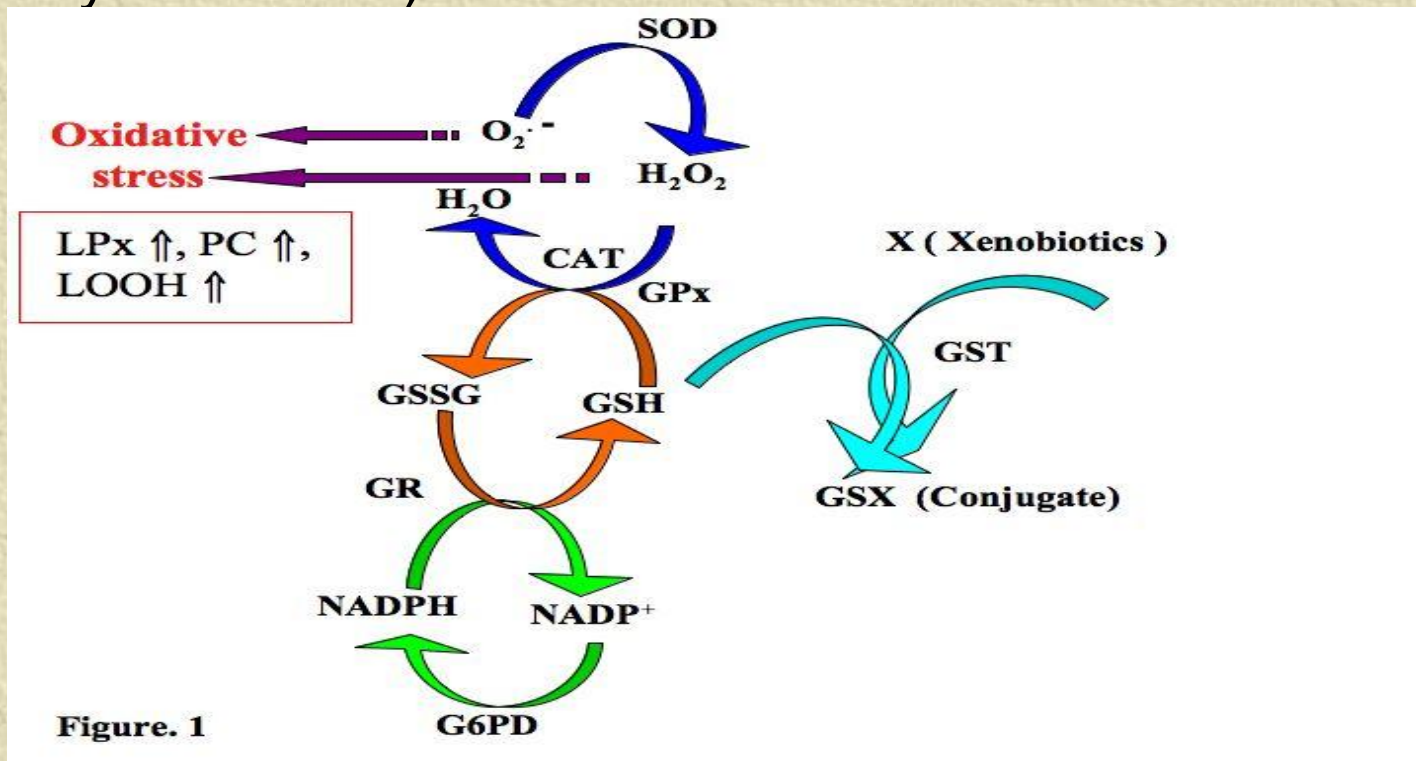 SOD
O₂·⁻
Oxidative
stress
H₂O₂
H₂O
LPx ⇑, PC ⇑,
LOOH ⇑
X ( Xenobiotics )
CAT
GPx
GST
GSSG
GSH
GR
GSX (Conjugate)
NADPH
NADP⁺
G6PD
Figure. 1